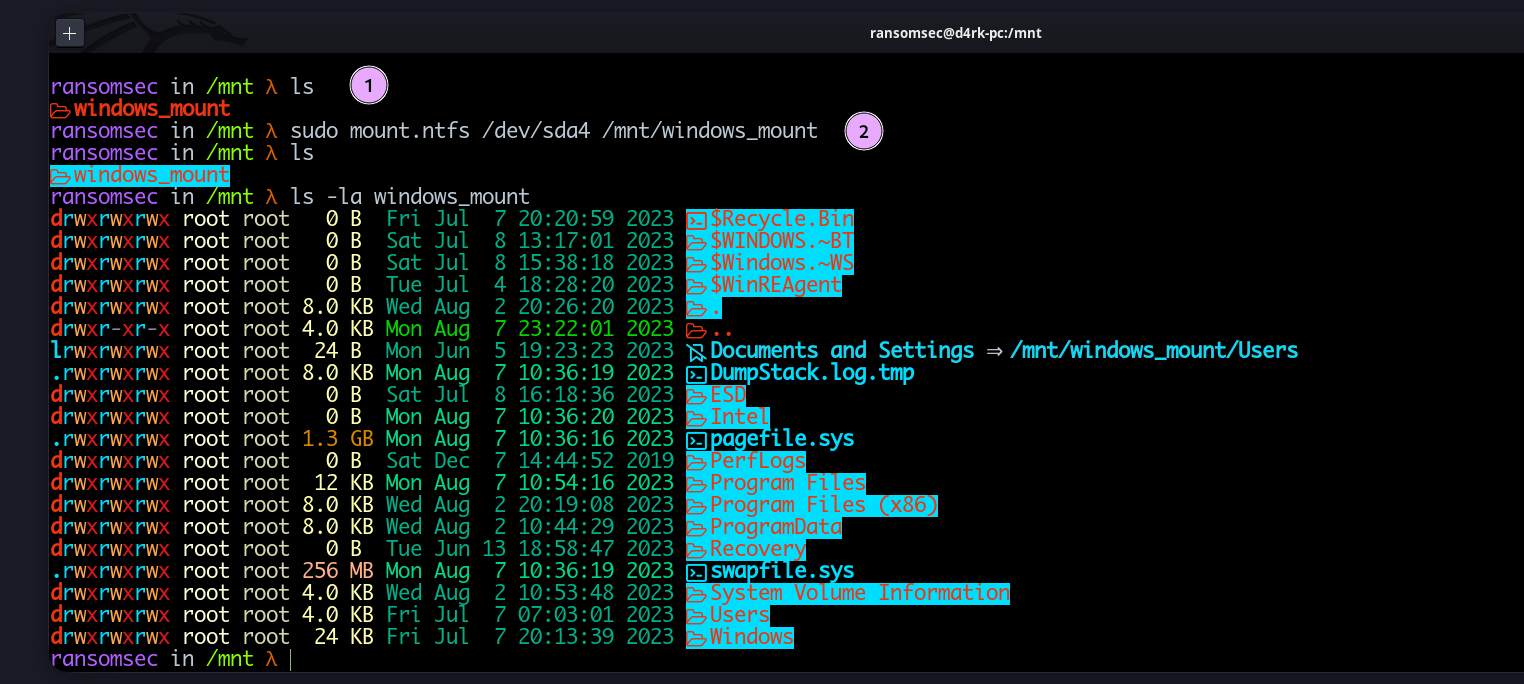 +
ransomsec@d4rk-pc:/mnt
ransomsec in /mnt λ ls 1
windows_mount
ransomsec in /mnt λ sudo mount.ntfs /dev/sda4 /mnt/windows_mount 2
ransomsec in /mnt λ ls
windows_mount
ransomsec in /mnt λ ls -la windows_mount
drwxrwxrwx root root   0 B  Fri Jul  7 20:20:59 2023 $Recycle.Bin
drwxrwxrwx root root   0 B  Sat Jul  8 13:17:01 2023 $WINDOWS.~BT
drwxrwxrwx root root   0 B  Sat Jul  8 15:38:18 2023 $Windows.~WS
drwxrwxrwx root root   0 B  Tue Jul  4 18:28:20 2023 $WinREAgent
drwxrwxrwx root root 8.0 KB Wed Aug  2 20:26:20 2023 .
drwxr-xr-x root root 4.0 KB Mon Aug  7 23:22:01 2023 ..
lrwxrwxrwx root root  24 B  Mon Jun  5 19:23:23 2023 Documents and Settings ⇒ /mnt/windows_mount/Users
.rwxrwxrwx root root 8.0 KB Mon Aug  7 10:36:19 2023 DumpStack.log.tmp
drwxrwxrwx root root   0 B  Sat Jul  8 16:18:36 2023 ESD
drwxrwxrwx root root   0 B  Mon Aug  7 10:36:20 2023 Intel
.rwxrwxrwx root root 1.3 GB Mon Aug  7 10:36:16 2023 pagefile.sys
drwxrwxrwx root root   0 B  Sat Dec  7 14:44:52 2019 PerfLogs
drwxrwxrwx root root  12 KB Mon Aug  7 10:54:16 2023 Program Files
drwxrwxrwx root root 8.0 KB Wed Aug  2 20:19:08 2023 Program Files (x86)
drwxrwxrwx root root 8.0 KB Wed Aug  2 10:44:29 2023 ProgramData
drwxrwxrwx root root   0 B  Tue Jun 13 18:58:47 2023 Recovery
.rwxrwxrwx root root 256 MB Mon Aug  7 10:36:19 2023 swapfile.sys
drwxrwxrwx root root 4.0 KB Wed Aug  2 10:53:48 2023 System Volume Information
drwxrwxrwx root root 4.0 KB Fri Jul  7 07:03:01 2023 Users
drwxrwxrwx root root  24 KB Fri Jul  7 20:13:39 2023 Windows
ransomsec in /mnt λ